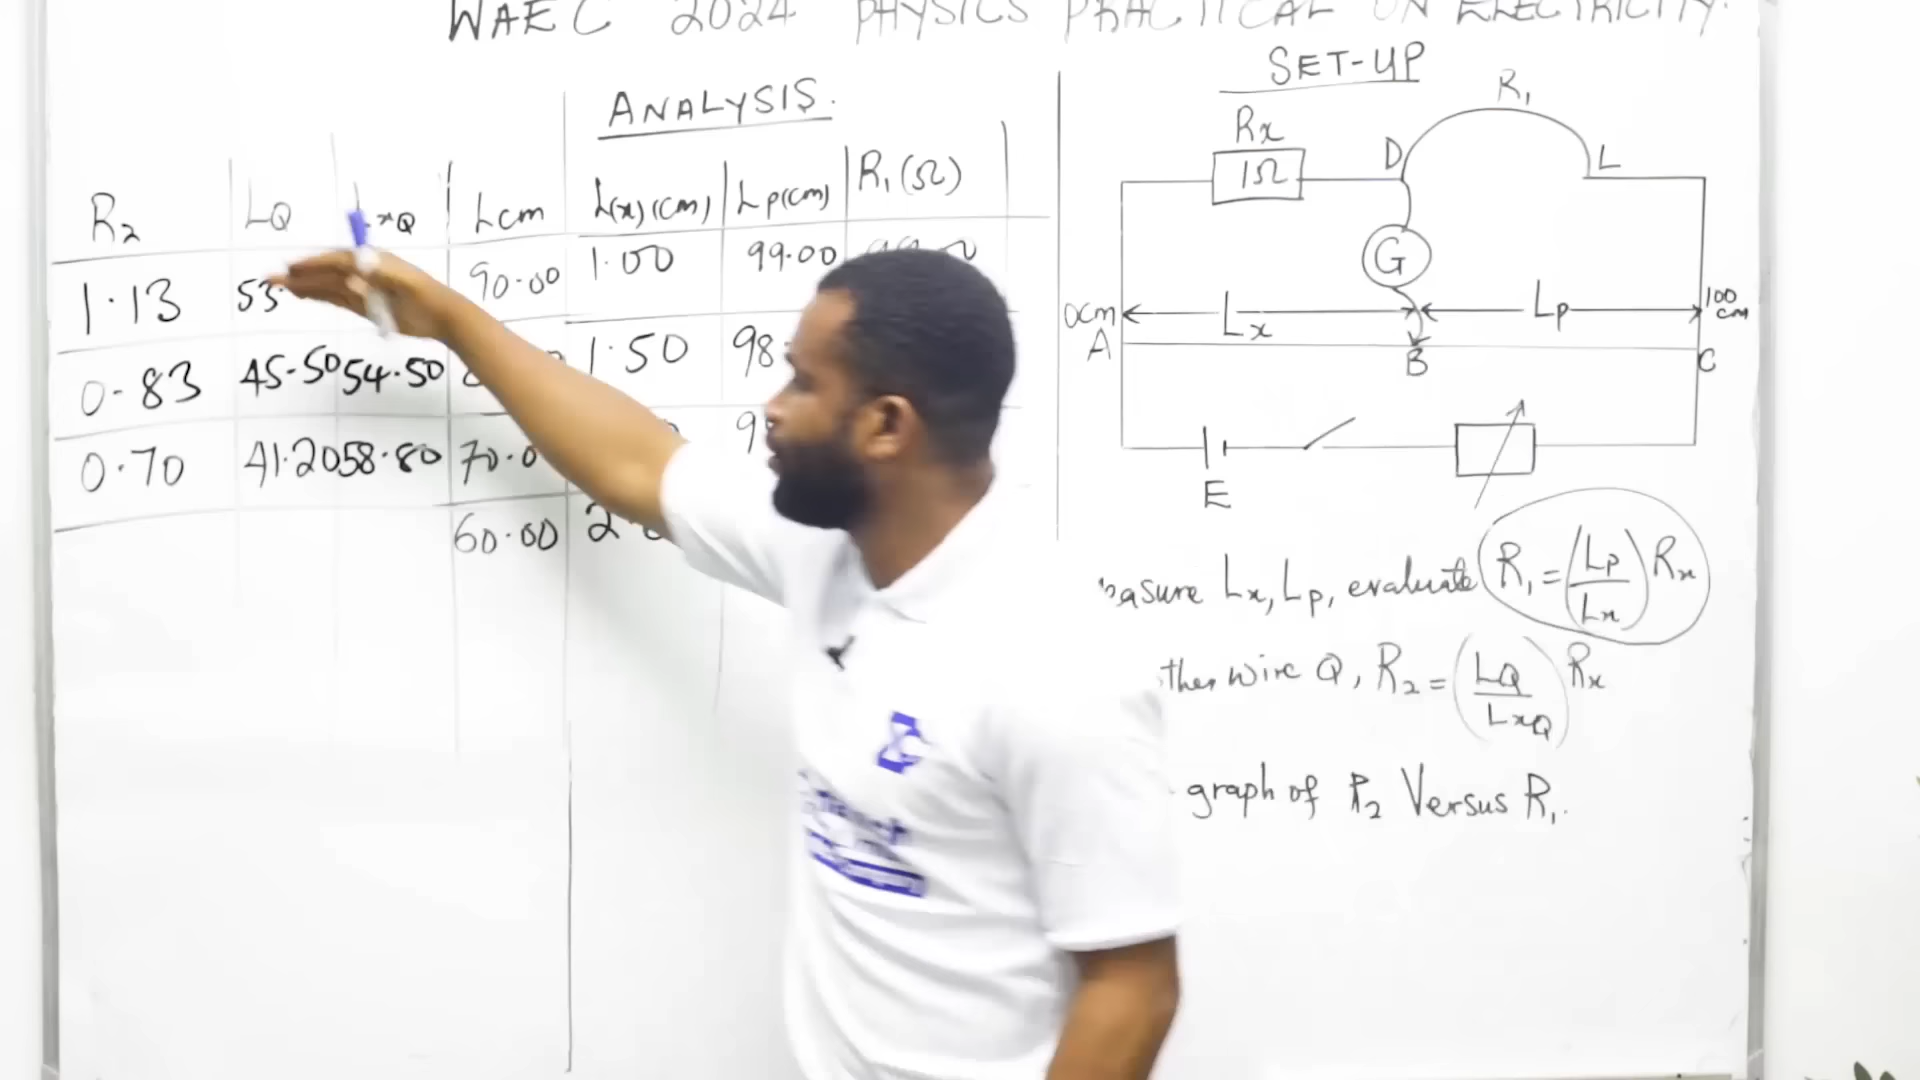 WAEC 2024 PHYSICS PRACTICAL ON ELECTRICITY.
ANALYSIS.
R₂ LQ xQ Lcm L(x)(cm) Lp(cm) R₁(Ω)
1.13 53. 90.00 1.00 99.00
0.83 45.50 54.50 1.50 98.
0.70 41.20 58.80 70.0 9
60.00 2.
SET-UP
R₁
Rx
1Ω
D
L
G
0cm
Lx
Lp
100 cm
A
B
C
E
easure Lx, Lp, evaluate R₁ = (Lp/Lx) Rx
ther wire Q, R₂ = (LQ/LxQ) Rx
graph of R₂ Versus R₁.